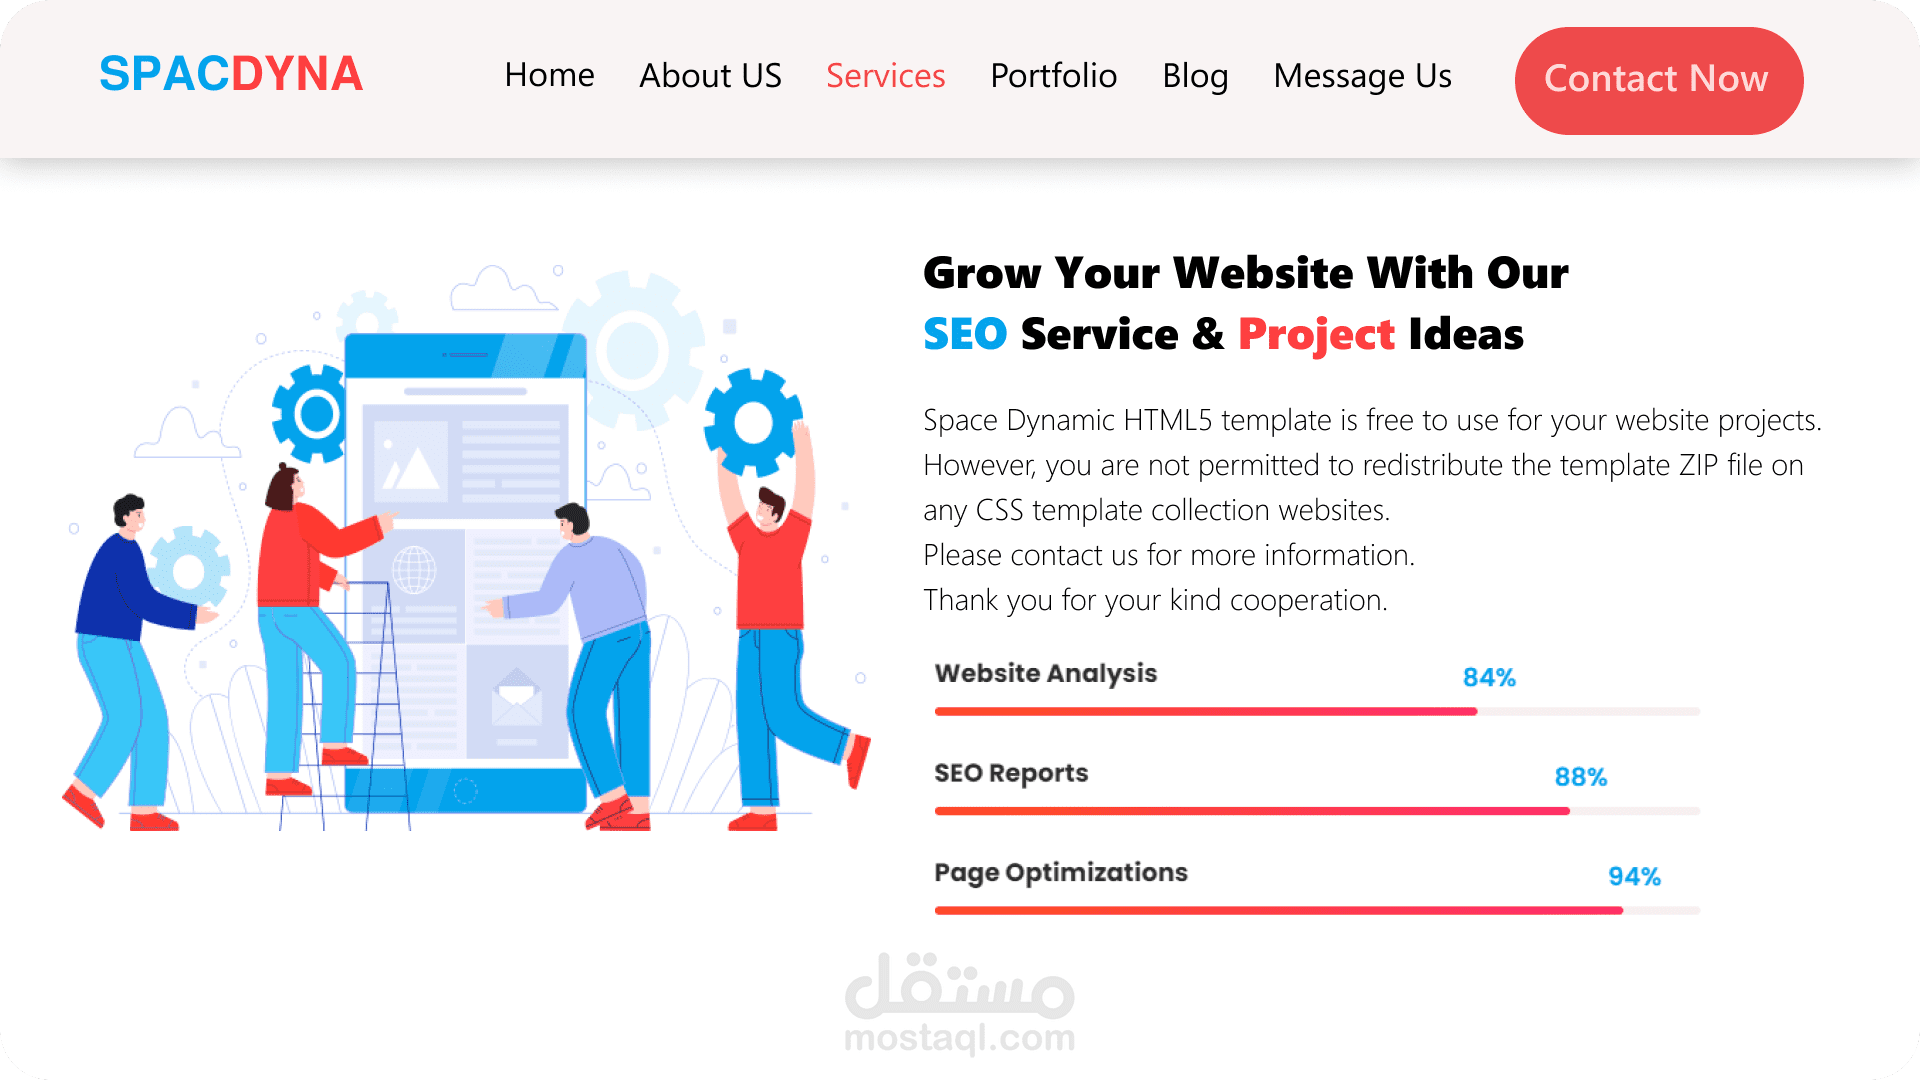 SPACDYNA
Home About US Services Portfolio Blog Message Us Contact Now
Grow Your Website With Our
SEO Service & Project Ideas
Space Dynamic HTML5 template is free to use for your website projects.
However, you are not permitted to redistribute the template ZIP file on
any CSS template collection websites.
Please contact us for more information.
Thank you for your kind cooperation.
Website Analysis 84%
SEO Reports 88%
Page Optimizations 94%
مستقل
mostaql.com